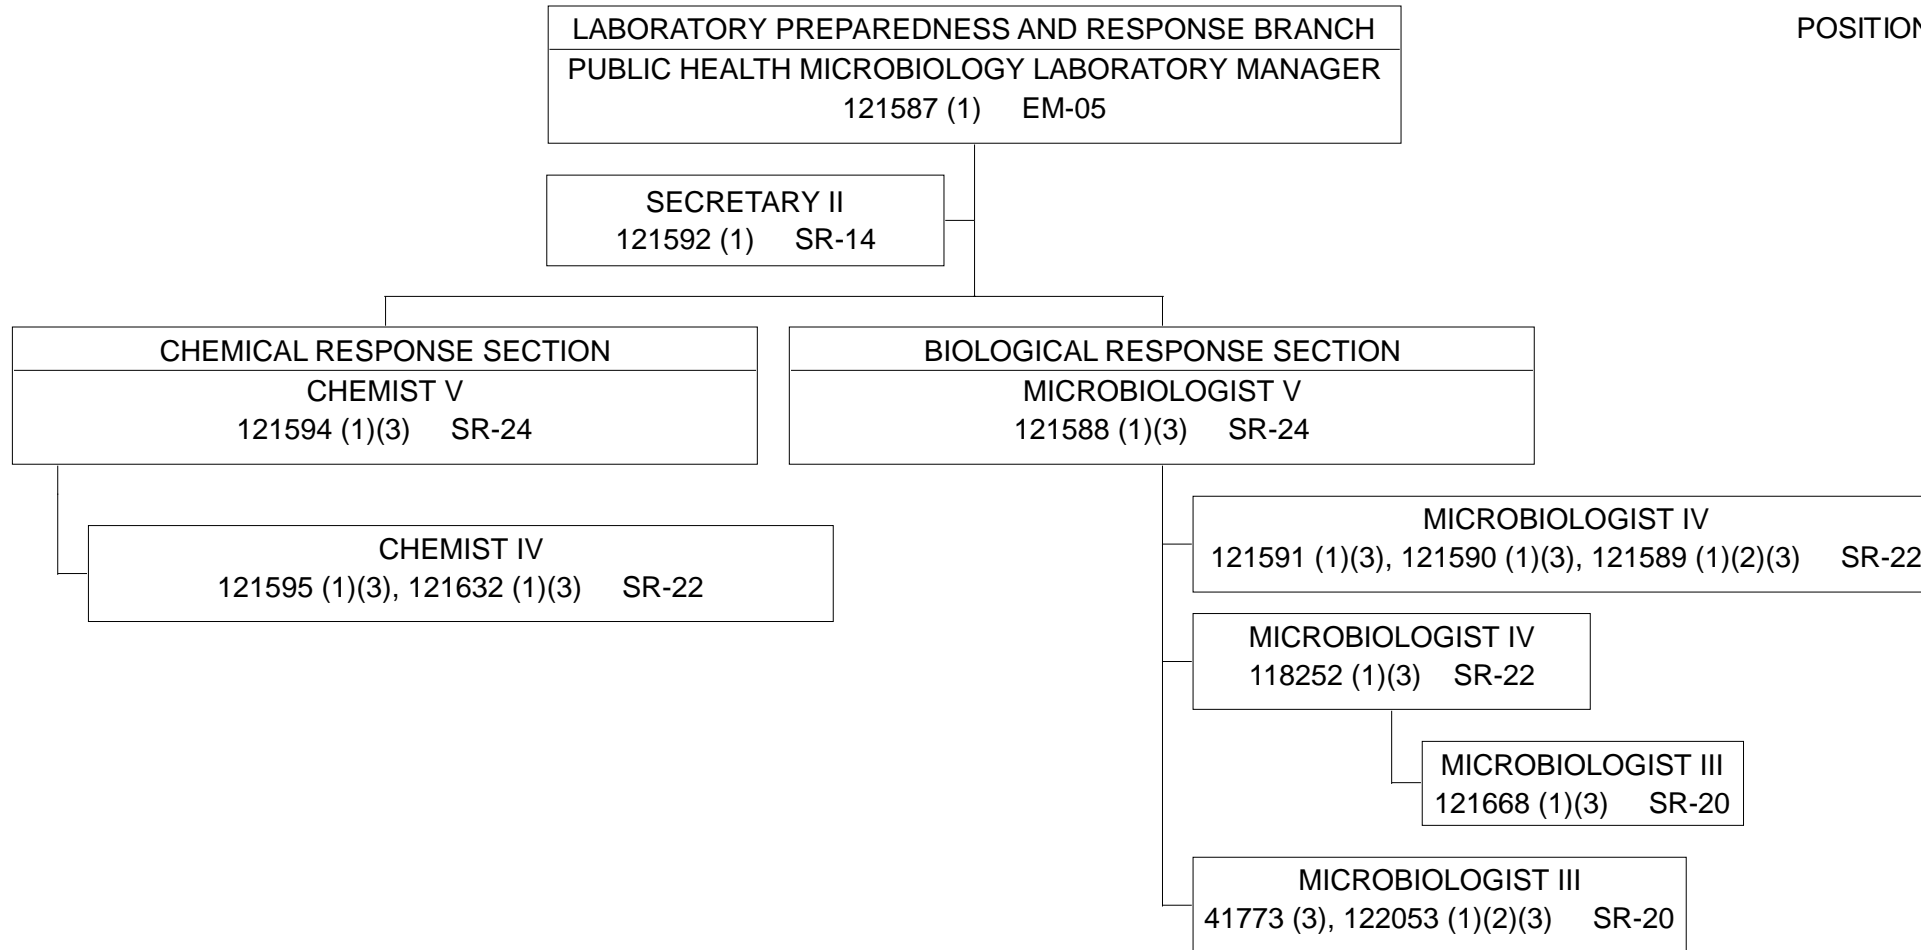 LABORATORY PREPAREDNESS AND RESPONSE BRANCH
PUBLIC HEALTH MICROBIOLOGY LABORATORY MANAGER
121587 (1) EM-05
POSITION
SECRETARY II
121592 (1) SR-14
CHEMICAL RESPONSE SECTION
CHEMIST V
121594 (1)(3) SR-24
BIOLOGICAL RESPONSE SECTION
MICROBIOLOGIST V
121588 (1)(3) SR-24
CHEMIST IV
121595 (1)(3), 121632 (1)(3) SR-22
MICROBIOLOGIST IV
121591 (1)(3), 121590 (1)(3), 121589 (1)(2)(3) SR-22
MICROBIOLOGIST IV
118252 (1)(3) SR-22
MICROBIOLOGIST III
121668 (1)(3) SR-20
MICROBIOLOGIST III
41773 (3), 122053 (1)(2)(3) SR-20